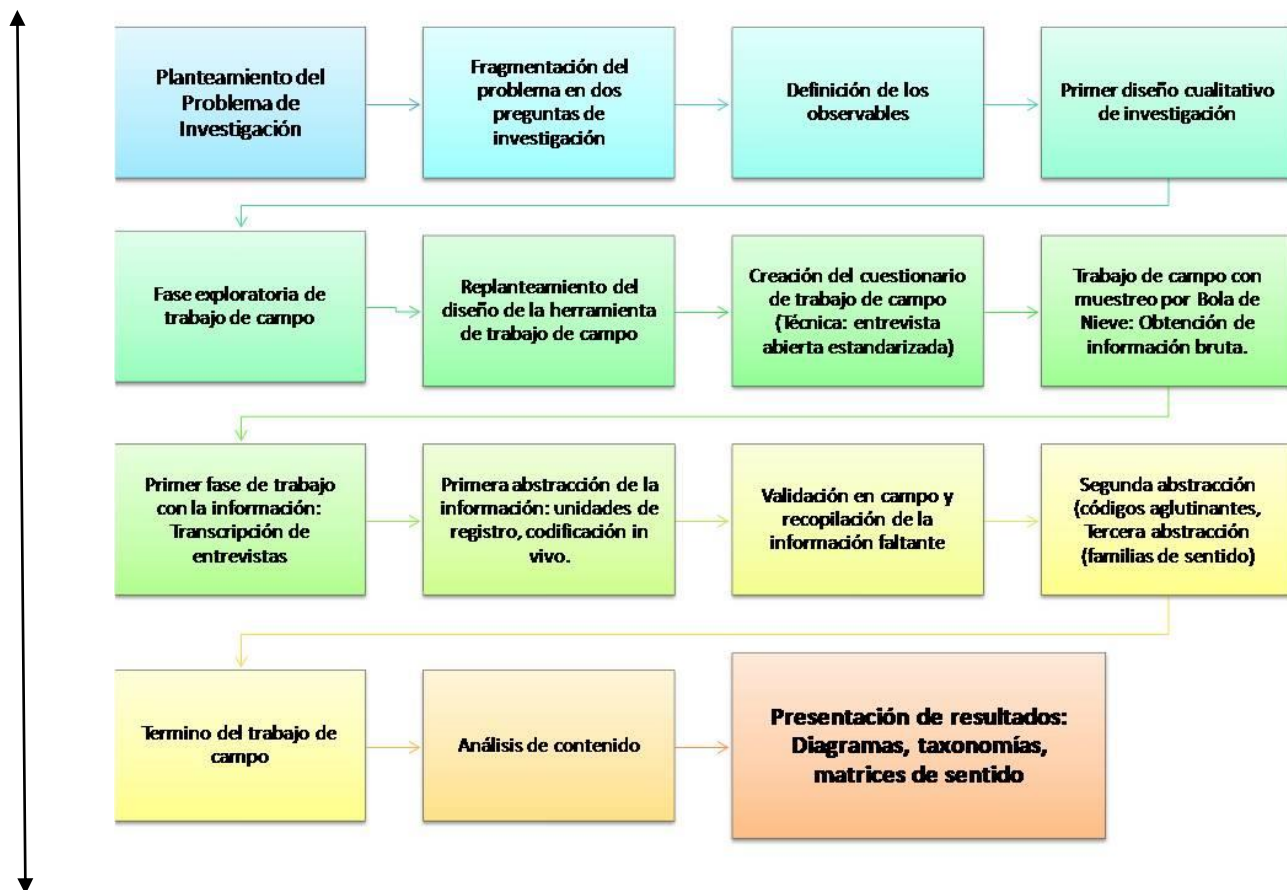 Planteamiento del
Problema de
Investigación
Fragmentación del
problema en dos
preguntas de
investigación
Definición de los
observables
Primer diseño cualitativo
de investigación
Fase exploratoria de
trabajo de campo
Replanteamiento del
diseño de la herramienta
de trabajo de campo
Creación del cuestionario
de trabajo de campo
(Técnica: entrevista
abierta estandarizada)
Trabajo de campo con
muestreo por Bola de
Nieve: Obtención de
información bruta.
Primer fase de trabajo
con la información:
Transcripción de
entrevistas
Primera abstracción de la
información: unidades de
registro, codificación in
vivo.
Validación en campo y
recopilación de la
información faltante
Segunda abstracción
(códigos aglutinantes,
Tercera abstracción
(familias de sentido)
Termino del trabajo de
campo
Análisis de contenido
Presentación de resultados:
Diagramas, taxonomías,
matrices de sentido